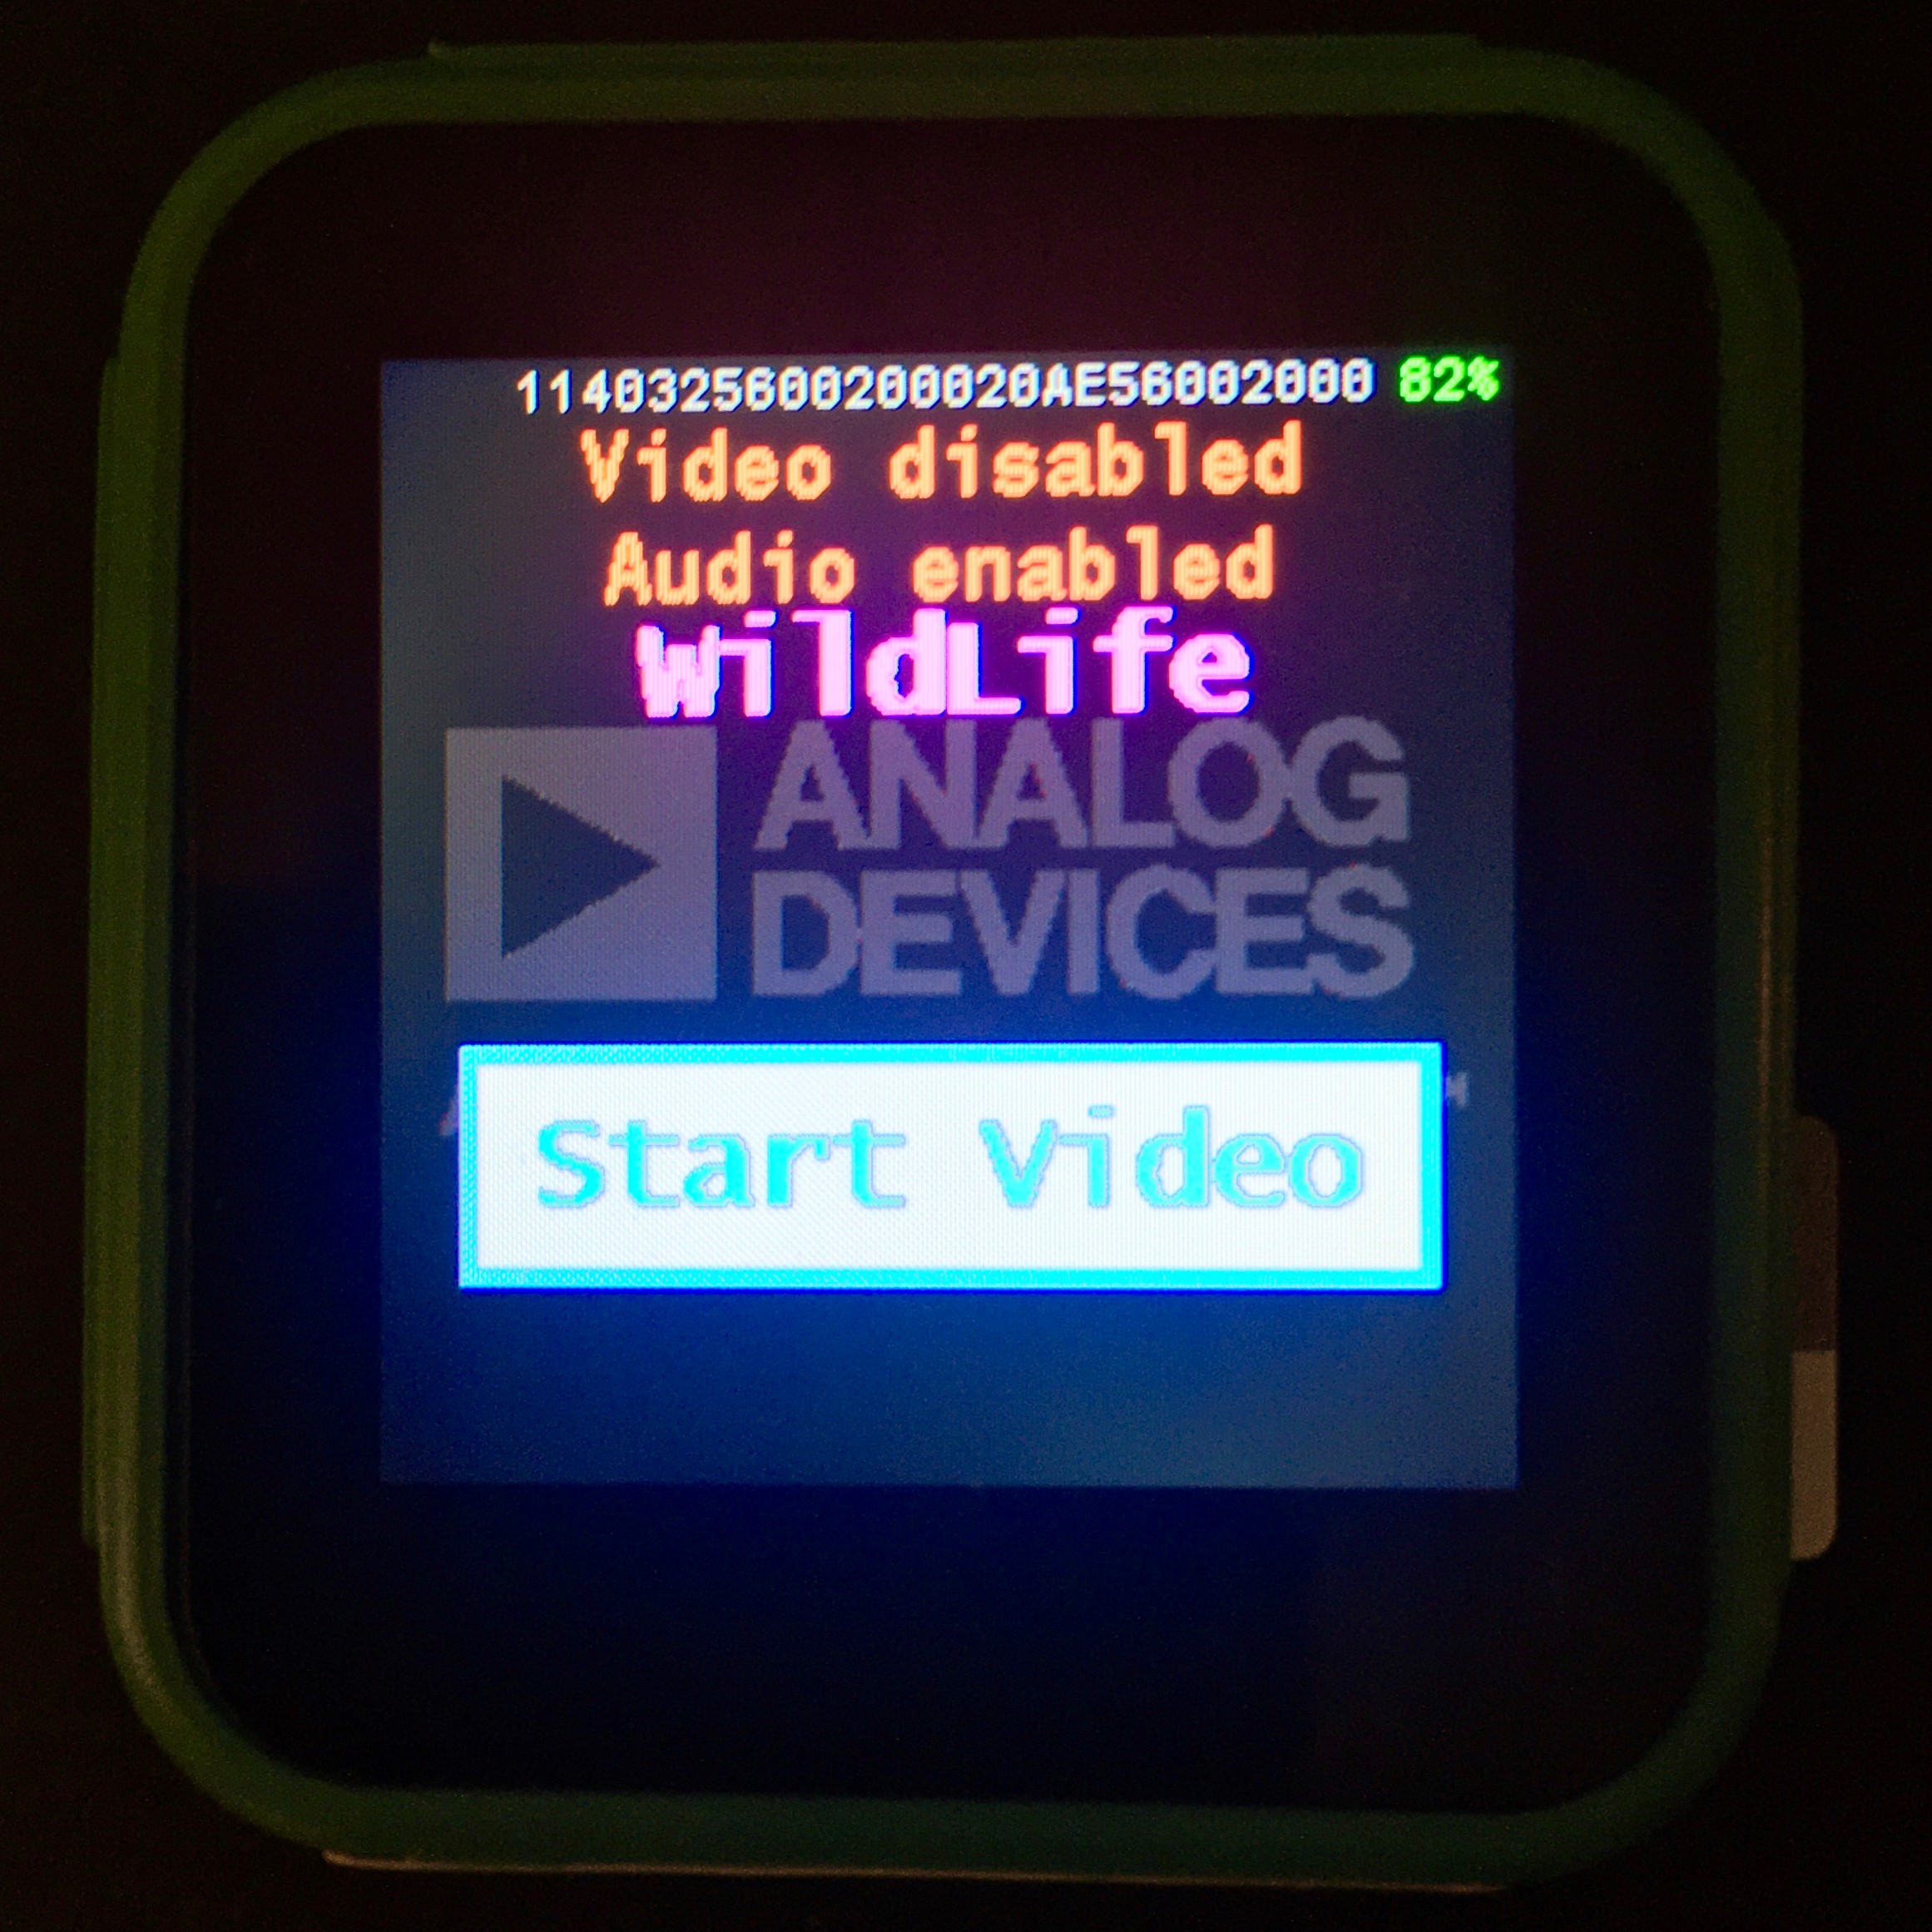 1140325600200020AE56002000 82%
Video disabled
Audio enabled
WildLife
ANALOG
DEVICES
Start Video